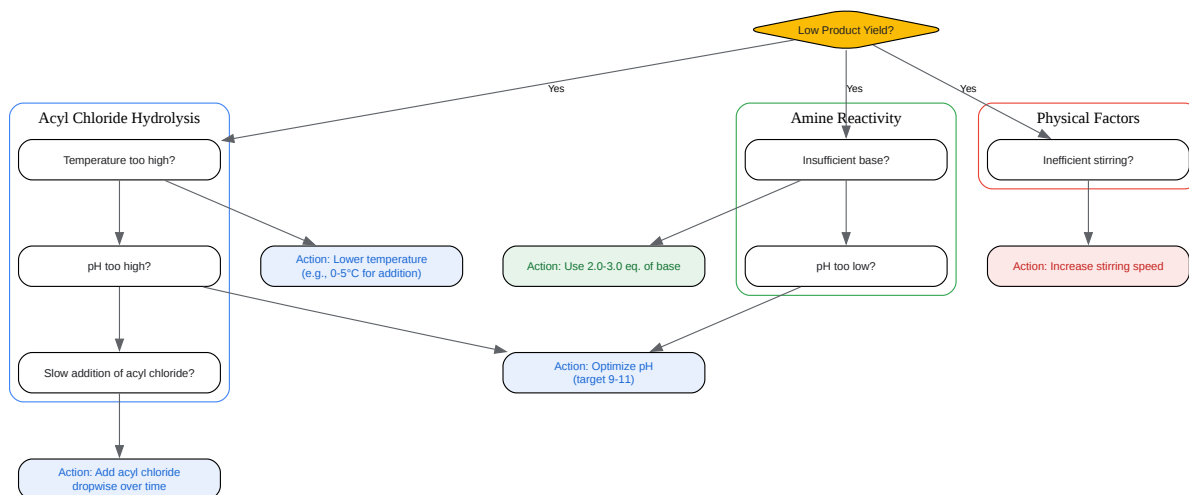 Low Product Yield?
Yes
Yes
Yes
Acyl Chloride Hydrolysis
Amine Reactivity
Physical Factors
Temperature too high?
Insufficient base?
Inefficient stirring?
pH too high?
Action: Lower temperature
(e.g., 0-5°C for addition)
Action: Use 2.0-3.0 eq. of base
pH too low?
Action: Increase stirring speed
Slow addition of acyl chloride?
Action: Optimize pH
(target 9-11)
Action: Add acyl chloride
dropwise over time